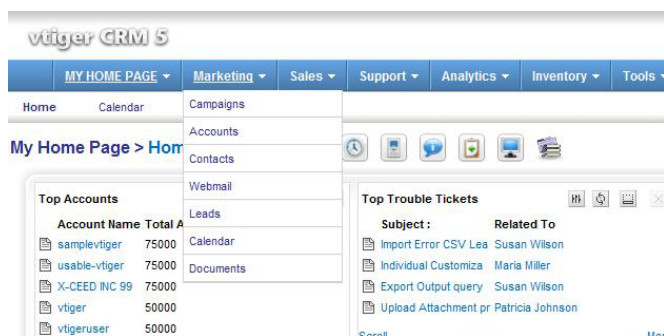 vtiger CRM 5
MY HOME PAGE Marketing Sales Support Analytics Inventory Tools
Home Calendar
Campaigns
Accounts
Contacts
Webmail
Leads
Calendar
Documents
My Home Page > Hom
Top Accounts
Account Name Total A
samplevtiger 75000
usable-vtiger 75000
X-CEED INC 99 75000
vtiger 50000
vtigeruser 50000
Top Trouble Tickets
Subject : Related To
Import Error CSV Lea Susan Wilson
Individual Customiza Maria Miller
Export Output query Susan Wilson
Upload Attachment pr Patricia Johnson
Scroll